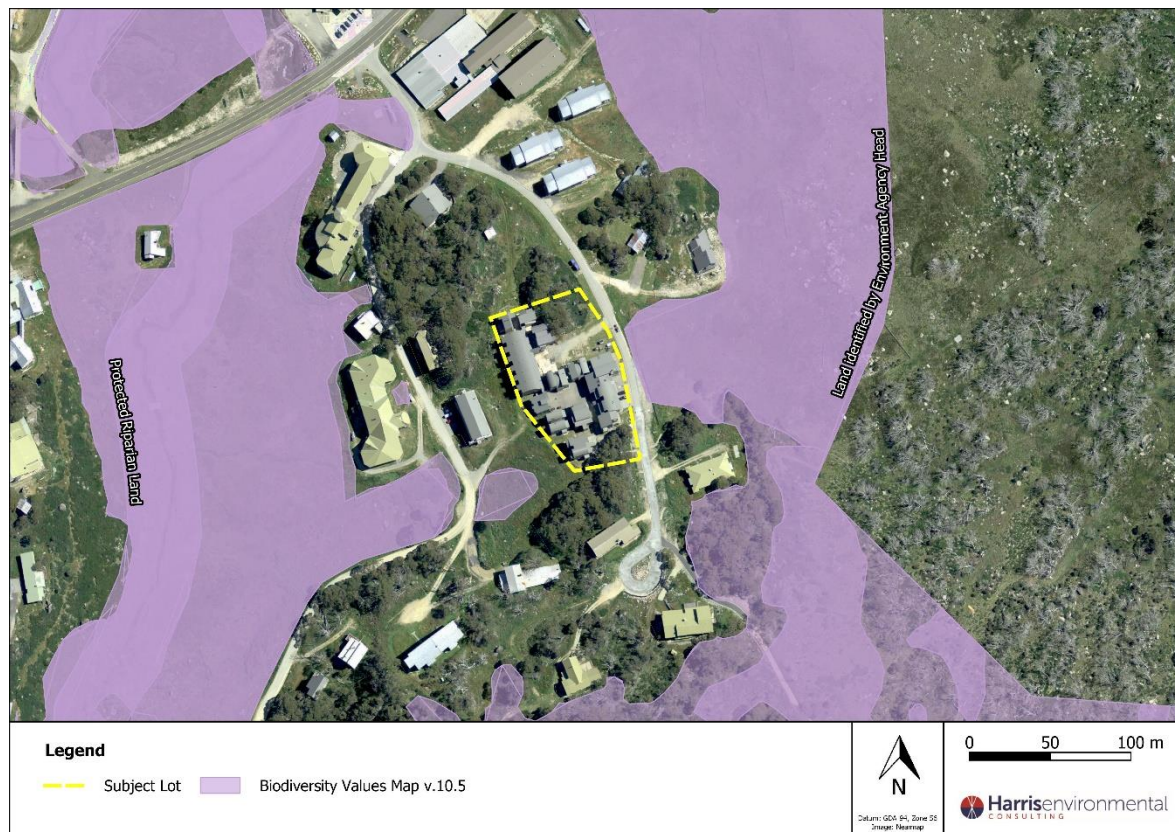 Protected Riparian Land
Land Identified by Environment Agency Head
Legend
Subject Lot
Biodiversity Values Map v.10.5
N
Datum: GDA 94, Zone 55
Image: Nearmap
0 50 100 m
Harrisenvironmental
CONSULTING